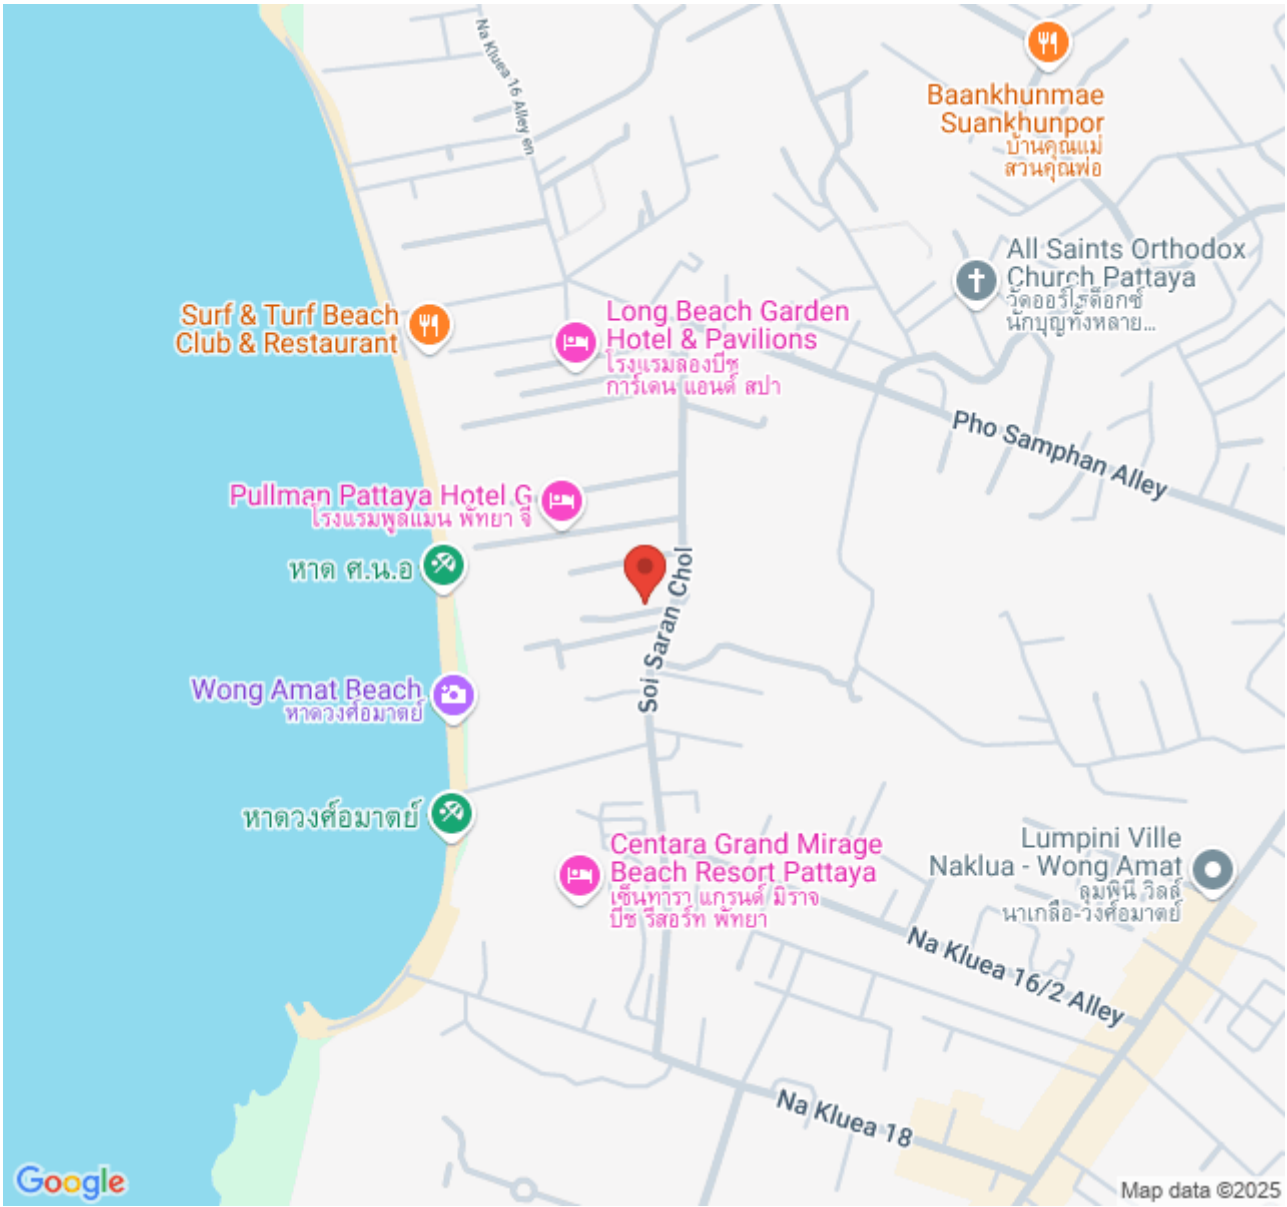 Na Kluea 16 Alley en
Baankhunmae
Suankhunpor
บ้านคุณแม่
สวนคุณพ่อ
All Saints Orthodox
Church Pattaya
วัดออร์โธด็อกซ์
นักบุญทั้งหลาย...
Surf & Turf Beach
Club & Restaurant
Long Beach Garden
Hotel & Pavilions
โรงแรมลองบีช
การ์เดน แอนด์ สปา
Pho Samphan Alley
Pullman Pattaya Hotel G
โรงแรมพูลแมน พัทยา จี
หาด ศ.น.อ
Soi Saran Chol
Wong Amat Beach
หาดวงศ์อมาตย์
หาดวงศ์อมาตย์
Centara Grand Mirage
Beach Resort Pattaya
เซ็นทารา แกรนด์ มิราจ
บีช รีสอร์ท พัทยา
Lumpini Ville
Naklua - Wong Amat
ลุมพินี วิลล์
นาเกลือ-วงศ์อมาตย์
Na Kluea 16/2 Alley
Na Kluea 18
Google
Map data ©2025